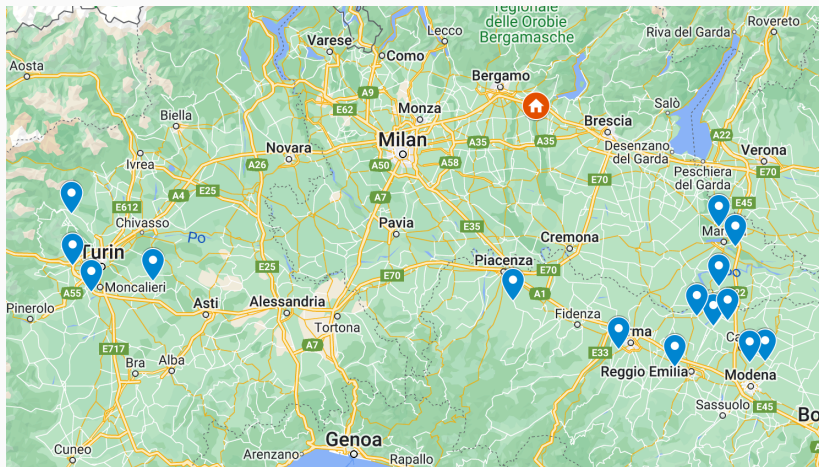 regionale
delle Orobie
Bergamasche
Riva del Garda
Rovereto
Lecco
Varese
Como
Aosta
Bergamo
A9
Salò
E62
Monza
Biella
Brescia
A22
Milan
A35
A35
Desenzano
del Garda
Verona
Novara
Ivrea
A26
A50
A58
Peschiera
del Garda
E70
A4
E25
A7
E70
E45
E612
Chivasso
Pavia
E35
Po
Cremona
Turin
Piacenza
E70
E25
E70
A55
Moncalieri
A1
Asti
Alessandria
Pinerolo
Tortona
Fidenza
E717
A7
E33
Bra
Alba
Reggio Emilia
Modena
Sassuolo
E45
Genoa
Cuneo
Arenzano
Rapallo